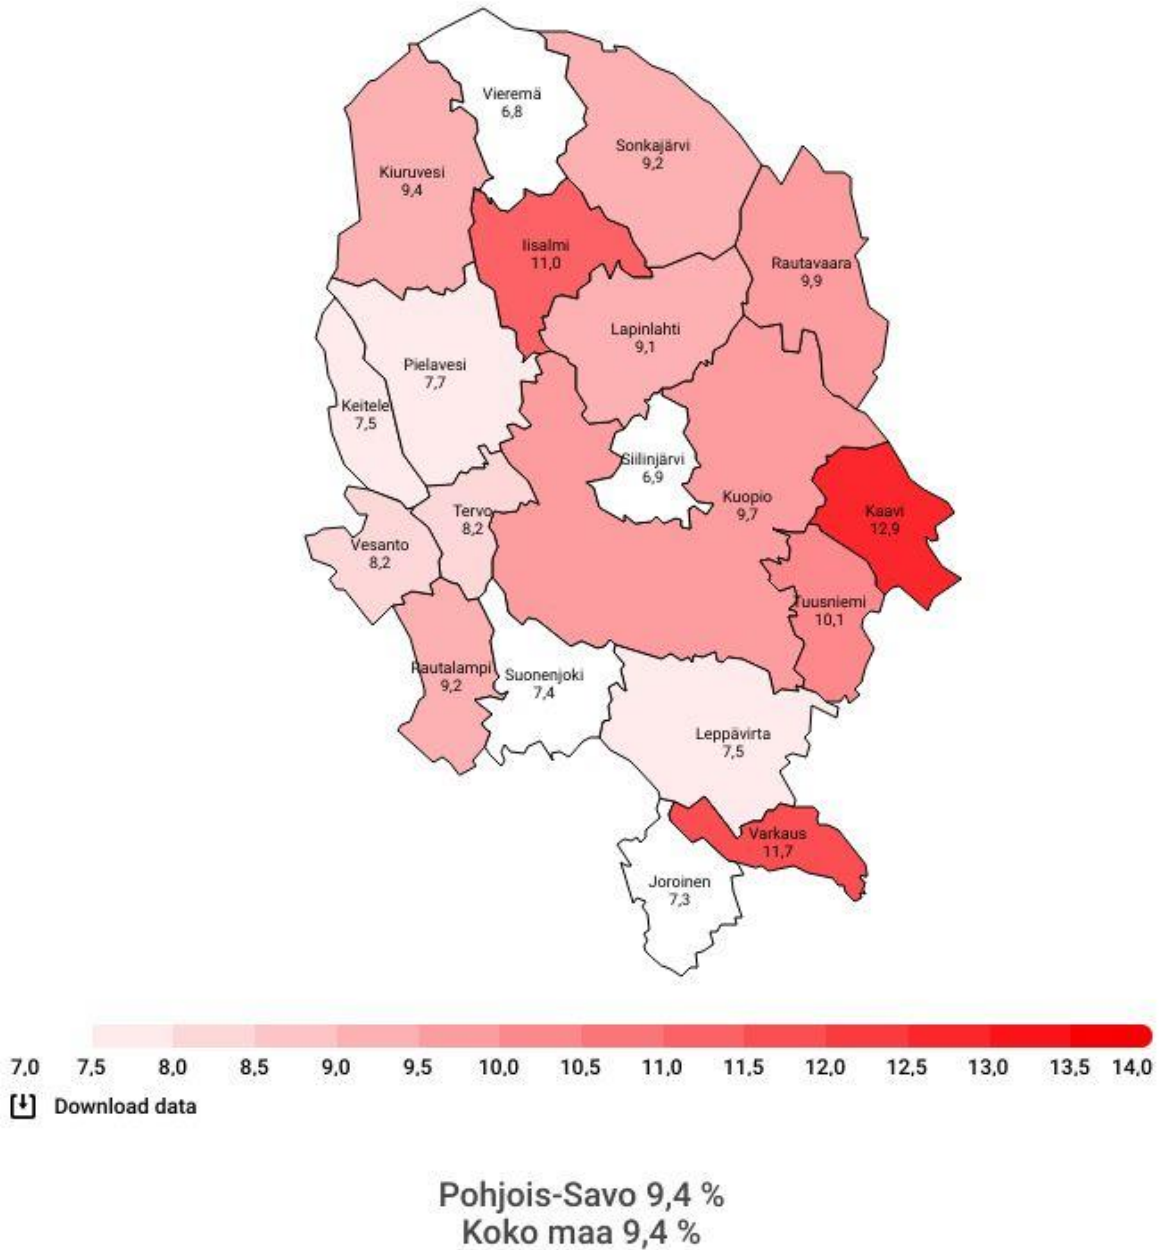 Vieremä
6,8
Sonkajärvi
9,2
Kiuruvesi
9,4
Iisalmi
11,0
Rautavaara
9,9
Lapinlahti
9,1
Pielavesi
7,7
Keitele
7,5
Siilinjärvi
6,9
Kuopio
9,7
Kaavi
12,9
Tervo
8,2
Vesanto
8,2
Tuusniemi
10,1
Rautalampi
9,2
Suonenjoki
7,4
Leppävirta
7,5
Varkaus
11,7
Joroinen
7,3
7,0 7,5 8,0 8,5 9,0 9,5 10,0 10,5 11,0 11,5 12,0 12,5 13,0 13,5 14,0
Download data
Pohjois-Savo 9,4 %
Koko maa 9,4 %